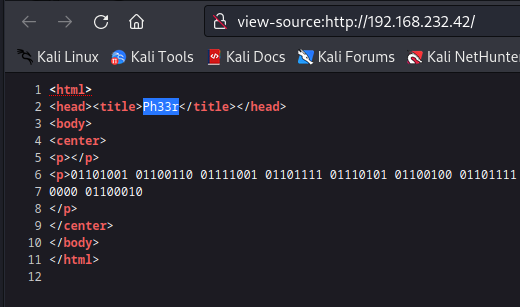 view-source:http://192.168.232.42/
Kali Linux Kali Tools Kali Docs Kali Forums Kali NetHunter
1 <html>
2 <head><title>Ph33r</title></head>
3 <body>
4 <center>
5 <p></p>
6 <p>01101001 01100110 01111001 01101111 01110101 01100100 01101111
7 0000 01100010
8 </p>
9 </center>
10 </body>
11 </html>
12